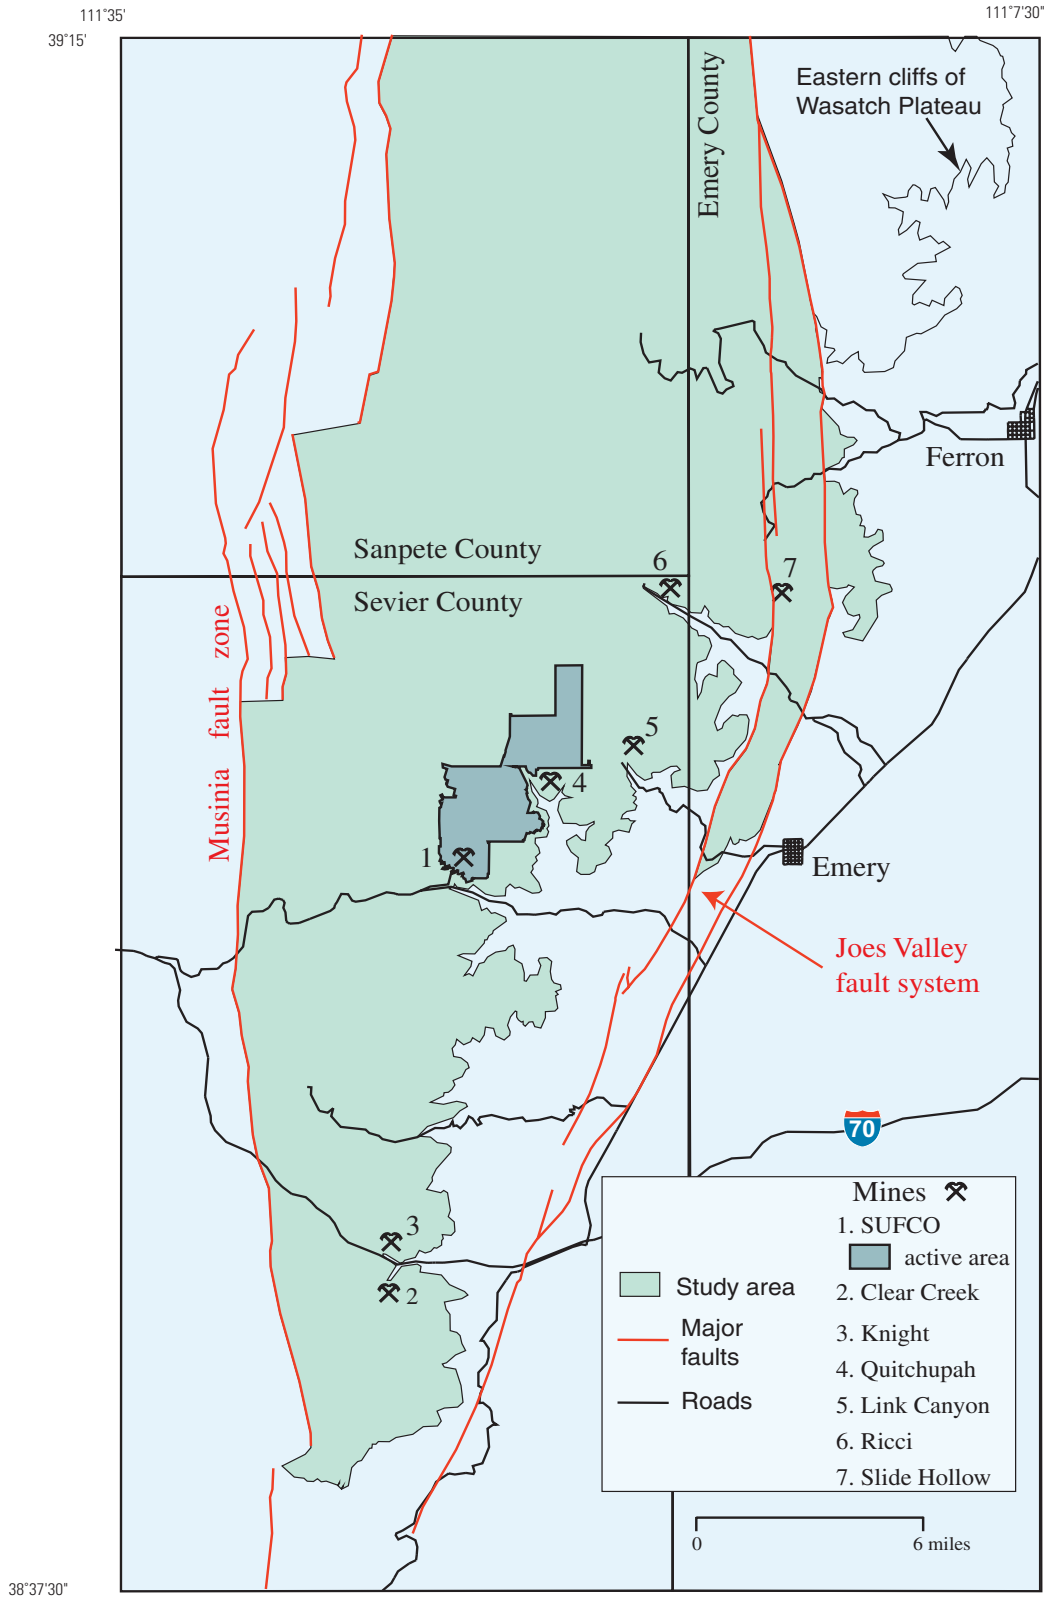 111°35'
111°7'30"
39°15'
Eastern cliffs of
Wasatch Plateau
Emery County
Ferron
Sanpete County
6
7
Sevier County
Musinia fault zone
5
4
1
Emery
Joes Valley
fault system
70
3
2
Mines
1. SUFCO
active area
2. Clear Creek
3. Knight
4. Quitchupah
5. Link Canyon
6. Ricci
7. Slide Hollow
Study area
Major
faults
Roads
0
6 miles
38°37'30"